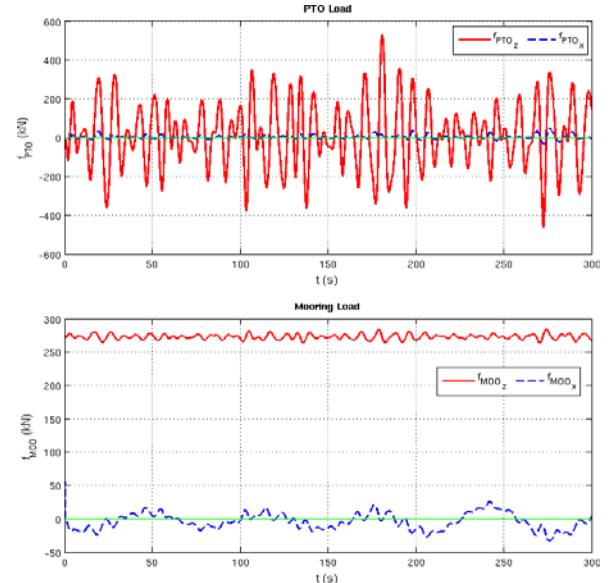 PTO Load
600
400
200
0
-200
-400
-600
f_PTO (kN)
f_PTO_z f_PTO_x
0 50 100 150 200 250 300
t (s)
Mooring Load
300
250
200
150
100
50
0
-50
f_MOO (kN)
f_MOO_z f_MOO_x
0 50 100 150 200 250 300
t (s)